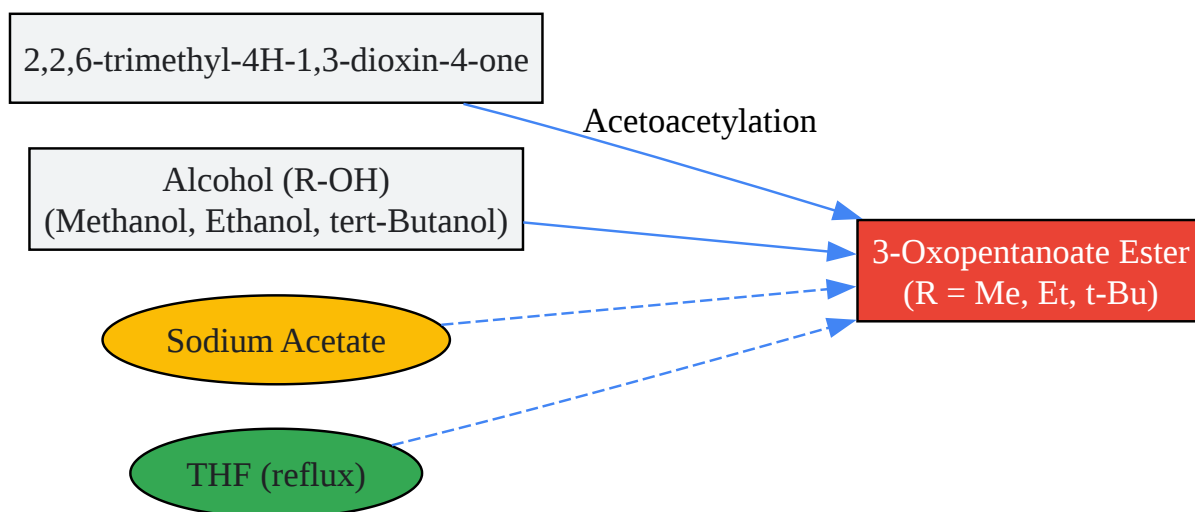 2,2,6-trimethyl-4H-1,3-dioxin-4-one
Acetoacetylation
Alcohol (R-OH)
(Methanol, Ethanol, tert-Butanol)
3-Oxopentanoate Ester
(R = Me, Et, t-Bu)
Sodium Acetate
THF (reflux)